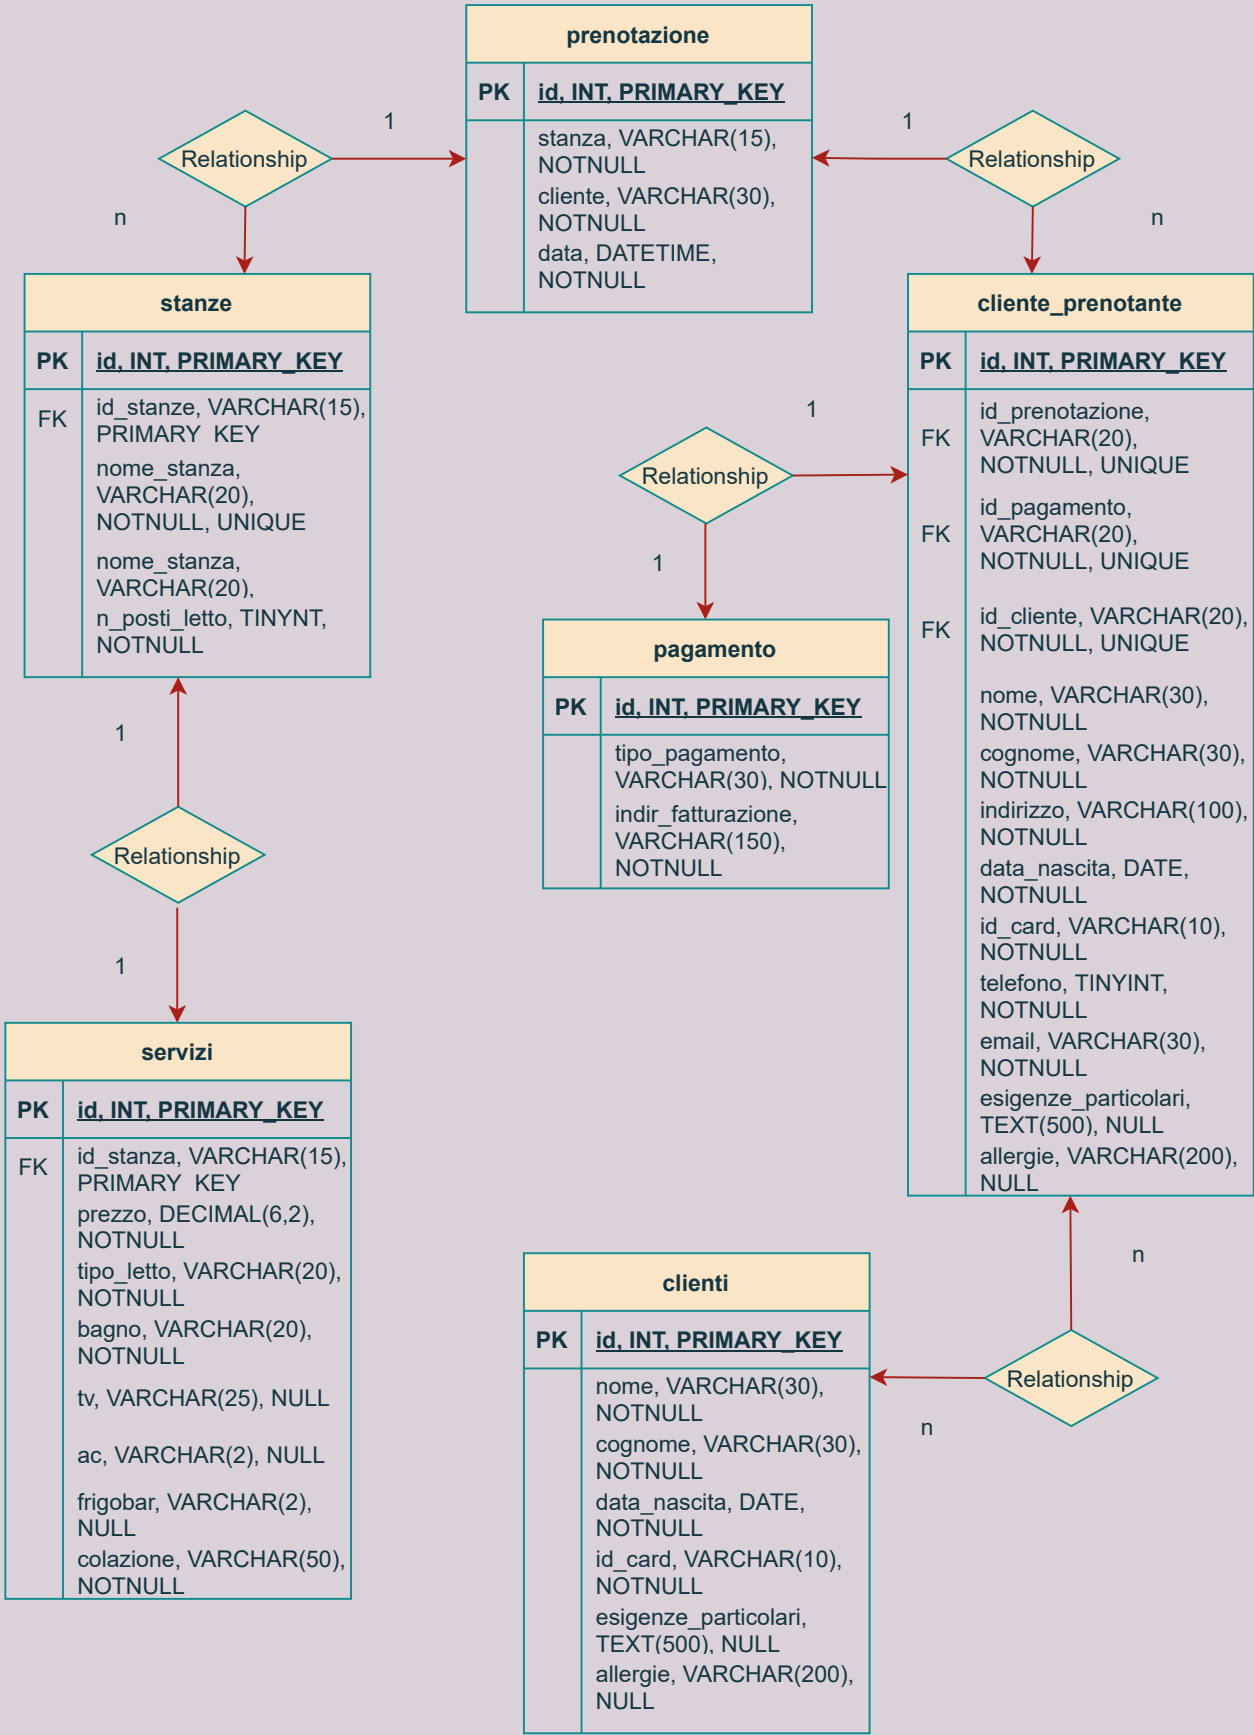 prenotazione
PK
id, INT, PRIMARY_KEY
stanza, VARCHAR(15),
NOTNULL
cliente, VARCHAR(30),
NOTNULL
data, DATETIME,
NOTNULL
Relationship
1
n
1
Relationship
n
stanze
PK
id, INT, PRIMARY_KEY
FK
id_stanze, VARCHAR(15),
PRIMARY_KEY
nome_stanza,
VARCHAR(20),
NOTNULL, UNIQUE
nome_stanza,
VARCHAR(20),
n_posti_letto, TINYNT,
NOTNULL
cliente_prenotante
PK
id, INT, PRIMARY_KEY
FK
id_prenotazione,
VARCHAR(20),
NOTNULL, UNIQUE
FK
id_pagamento,
VARCHAR(20),
NOTNULL, UNIQUE
FK
id_cliente, VARCHAR(20),
NOTNULL, UNIQUE
nome, VARCHAR(30),
NOTNULL
cognome, VARCHAR(30),
NOTNULL
indirizzo, VARCHAR(100),
NOTNULL
data_nascita, DATE,
NOTNULL
id_card, VARCHAR(10),
NOTNULL
telefono, TINYINT,
NOTNULL
email, VARCHAR(30),
NOTNULL
esigenze_particolari,
TEXT(500), NULL
allergie, VARCHAR(200),
NULL
1
Relationship
1
pagamento
PK
id, INT, PRIMARY_KEY
tipo_pagamento,
VARCHAR(30), NOTNULL
indir_fatturazione,
VARCHAR(150),
NOTNULL
1
Relationship
1
servizi
PK
id, INT, PRIMARY_KEY
FK
id_stanza, VARCHAR(15),
PRIMARY_KEY
prezzo, DECIMAL(6,2),
NOTNULL
tipo_letto, VARCHAR(20),
NOTNULL
bagno, VARCHAR(20),
NOTNULL
tv, VARCHAR(25), NULL
ac, VARCHAR(2), NULL
frigobar, VARCHAR(2),
NULL
colazione, VARCHAR(50),
NOTNULL
n
Relationship
n
clienti
PK
id, INT, PRIMARY_KEY
nome, VARCHAR(30),
NOTNULL
cognome, VARCHAR(30),
NOTNULL
data_nascita, DATE,
NOTNULL
id_card, VARCHAR(10),
NOTNULL
esigenze_particolari,
TEXT(500), NULL
allergie, VARCHAR(200),
NULL